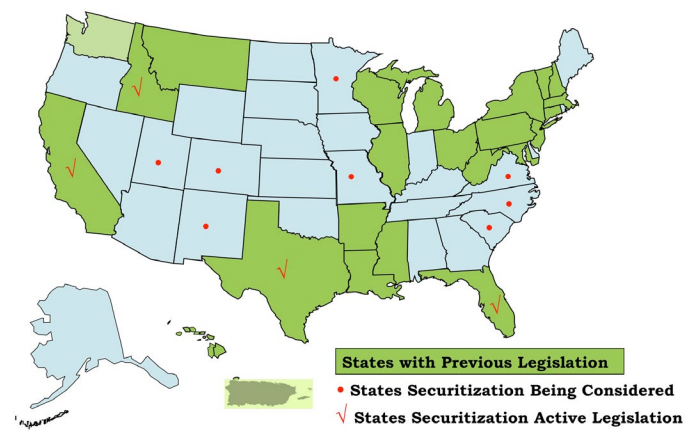 States with Previous Legislation
• States Securitization Being Considered
√ States Securitization Active Legislation